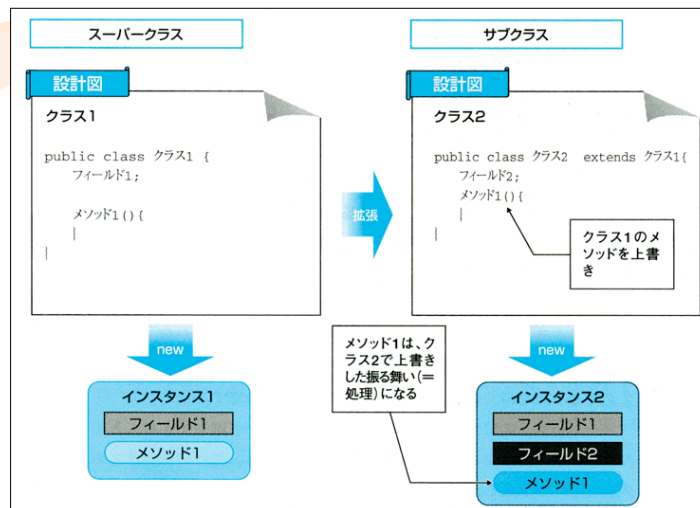 スーパークラス
サブクラス
設計図
クラス1
public class クラス1 {
フィールド1;
メソッド1(){
|
|
拡張
設計図
クラス2
public class クラス2 extends クラス1{
フィールド2;
メソッド1(){
|
|
クラス1のメ
ソッドを上書
き
new
new
メソッド1は、ク
ラス2で上書き
した振る舞い(=
処理)になる
インスタンス1
フィールド1
メソッド1
インスタンス2
フィールド1
フィールド2
メソッド1